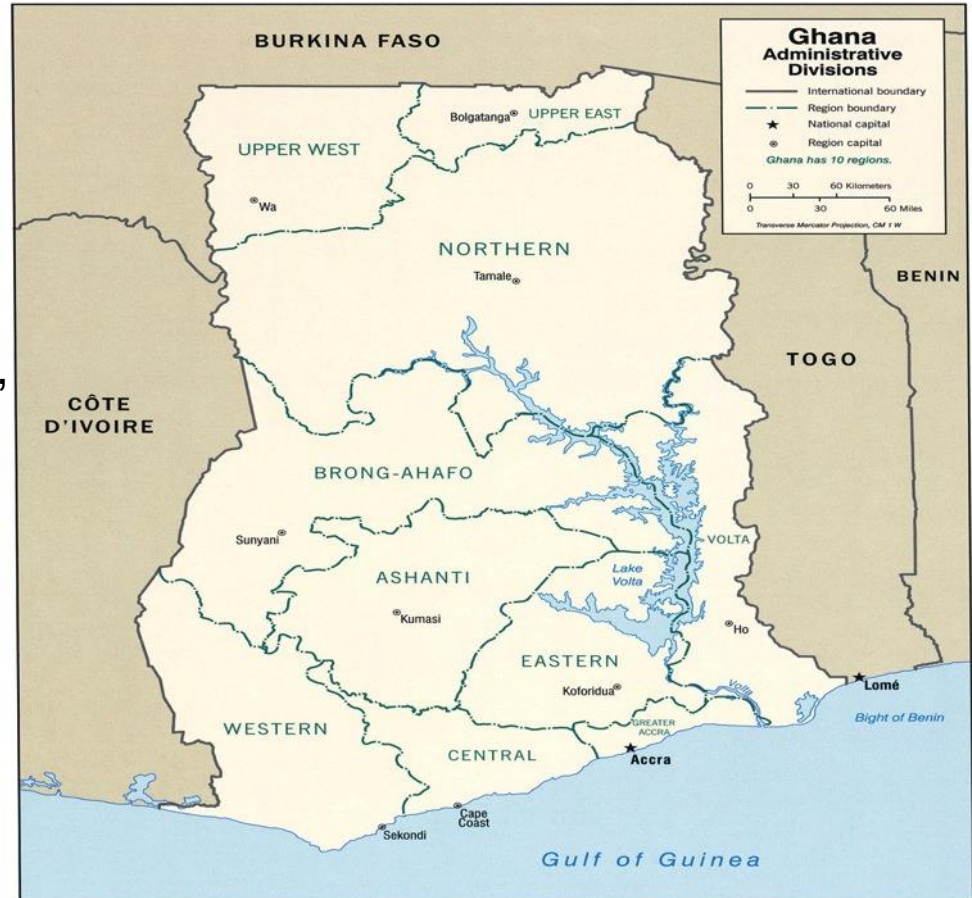 BURKINA FASO
Ghana
Administrative
Divisions
International boundary
Region boundary
National capital
Region capital
Ghana has 10 regions.
0 30 60 Kilometers
0 30 60 Miles
Transverse Mercator Projection, CM 1 W
Bolgatanga
UPPER EAST
UPPER WEST
Wa
NORTHERN
Tamale
BENIN
TOGO
,
CÔTE
D'IVOIRE
BRONG-AHAFO
Sunyani
VOLTA
Lake
Volta
ASHANTI
Kumasi
Ho
EASTERN
Koforidua
Volta
Lomé
Bight of Benin
WESTERN
GREATER
ACCRA
CENTRAL
Accra
Cape
Coast
Sekondi
Gulf of Guinea